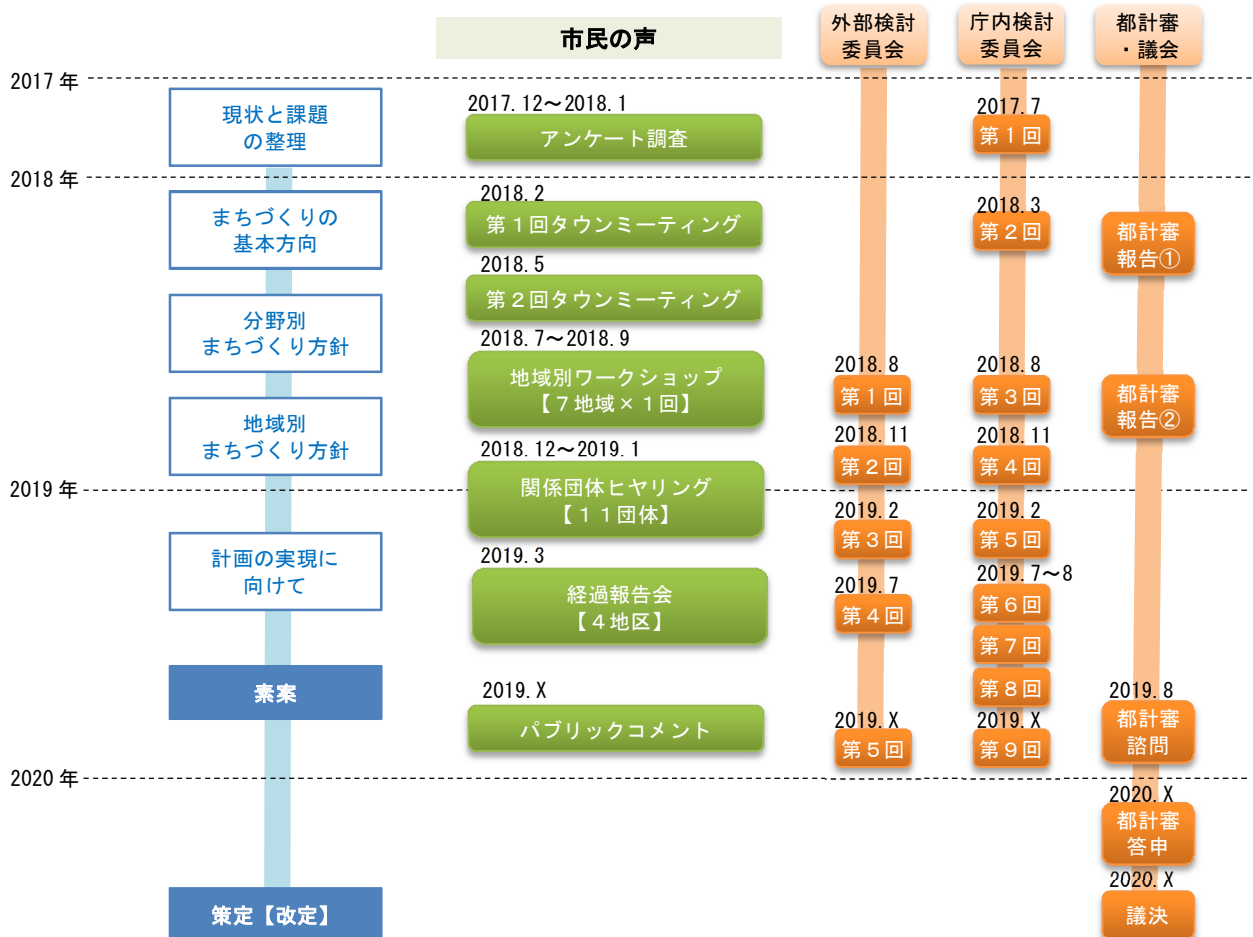 市民の声
外部検討
委員会
庁内検討
委員会
都計審
・議会
2017年
現状と課題
の整理
2017.12～2018.1
アンケート調査
2017.7
第1回
2018年
まちづくりの
基本方向
2018.2
第1回タウンミーティング
2018.3
第2回
都計審
報告①
2018.5
第2回タウンミーティング
分野別
まちづくり方針
2018.7～2018.9
地域別ワークショップ
【7地域×1回】
2018.8
第1回
2018.8
第3回
都計審
報告②
地域別
まちづくり方針
2018.11
第2回
2018.11
第4回
2018.12～2019.1
関係団体ヒヤリング
【11団体】
2019年
2019.2
第3回
2019.2
第5回
計画の実現に
向けて
2019.3
経過報告会
【4地区】
2019.7
第4回
2019.7～8
第6回
第7回
第8回
素案
2019.X
パブリックコメント
2019.X
第5回
2019.X
第9回
2019.8
都計審
諮問
2020年
2020.X
都計審
答申
策定【改定】
2020.X
議決